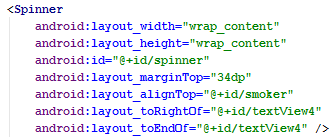 <Spinner
android:layout_width="wrap_content"
android:layout_height="wrap_content"
android:id="@+id/spinner"
android:layout_marginTop="34dp"
android:layout_alignTop="@+id/smoker"
android:layout_toRightOf="@+id/textView4"
android:layout_toEndOf="@+id/textView4" />